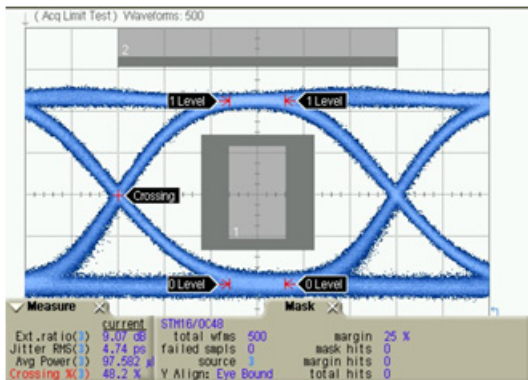 ( Acq Limit Test ) Waveforms: 500
2
1 Level 1 Level
Crossing
1
0 Level 0 Level
Measure Mask
current
Ext.ratio(3) 9.07 dB
Jitter RMS(3) 4.74 ps
Avg Power(3) 97.582
Crossing %(3) 48.2 %
STM16/OC48
total wfms 500 margin 25 %
failed smpls 0 mask hits 0
source 3 margin hits 0
Y Align: Eye Bound total hits 0